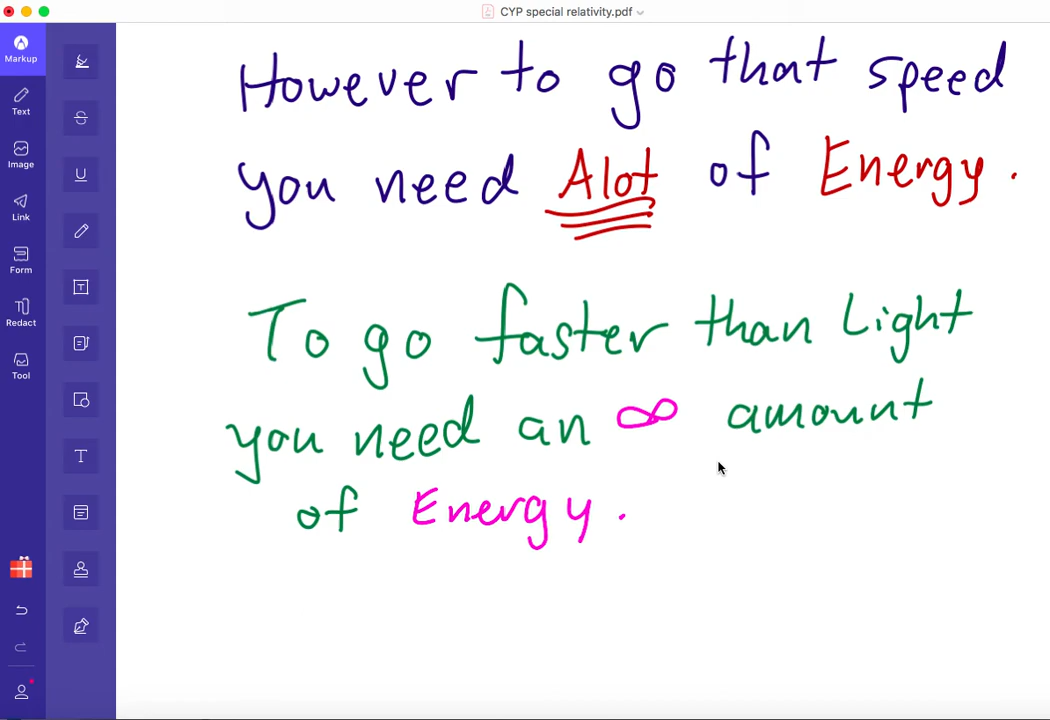 CYP special relativity.pdf
Markup
Text
Image
Link
Form
Redact
Tool
However to go that speed
you need Alot of Energy.
To go faster than Light
you need an ∞ amount
of Energy.